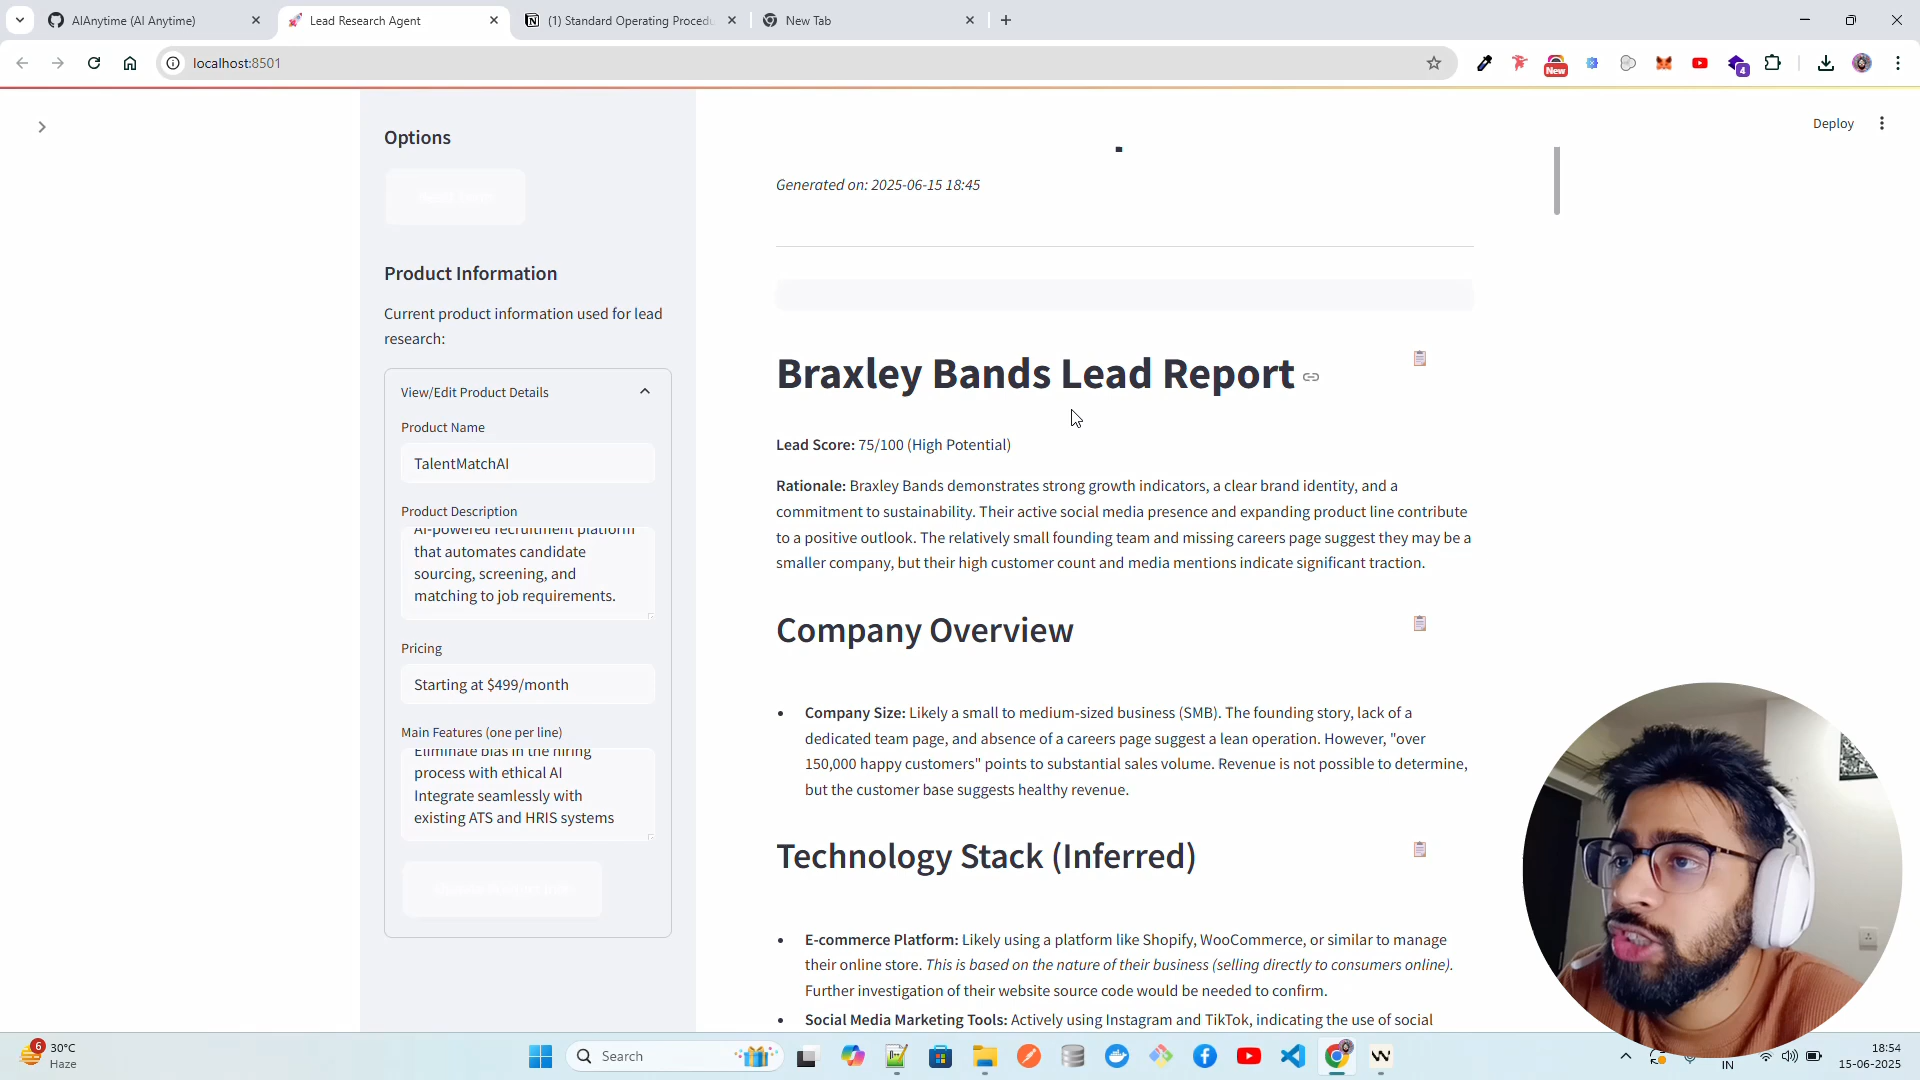 AIAnytime (AI Anytime)
Lead Research Agent
(1) Standard Operating Procedu
New Tab
localhost:8501
New
4
Deploy
Options
Product Information
Current product information used for lead
research:
View/Edit Product Details
Product Name
TalentMatchAI
Product Description
AI-powered recruitment platform
that automates candidate
sourcing, screening, and
matching to job requirements.
Pricing
Starting at $499/month
Main Features (one per line)
Eliminate bias in the hiring
process with ethical AI
Integrate seamlessly with
existing ATS and HRIS systems
Generated on: 2025-06-15 18:45
Braxley Bands Lead Report
Lead Score: 75/100 (High Potential)
Rationale: Braxley Bands demonstrates strong growth indicators, a clear brand identity, and a
commitment to sustainability. Their active social media presence and expanding product line contribute
to a positive outlook. The relatively small founding team and missing careers page suggest they may be a
smaller company, but their high customer count and media mentions indicate significant traction.
Company Overview
• Company Size: Likely a small to medium-sized business (SMB). The founding story, lack of a
dedicated team page, and absence of a careers page suggest a lean operation. However, "over
150,000 happy customers" points to substantial sales volume. Revenue is not possible to determine,
but the customer base suggests healthy revenue.
Technology Stack (Inferred)
• E-commerce Platform: Likely using a platform like Shopify, WooCommerce, or similar to manage
their online store. This is based on the nature of their business (selling directly to consumers online).
Further investigation of their website source code would be needed to confirm.
• Social Media Marketing Tools: Actively using Instagram and TikTok, indicating the use of social
6
30°C
Haze
Search
IN
18:54
15-06-2025